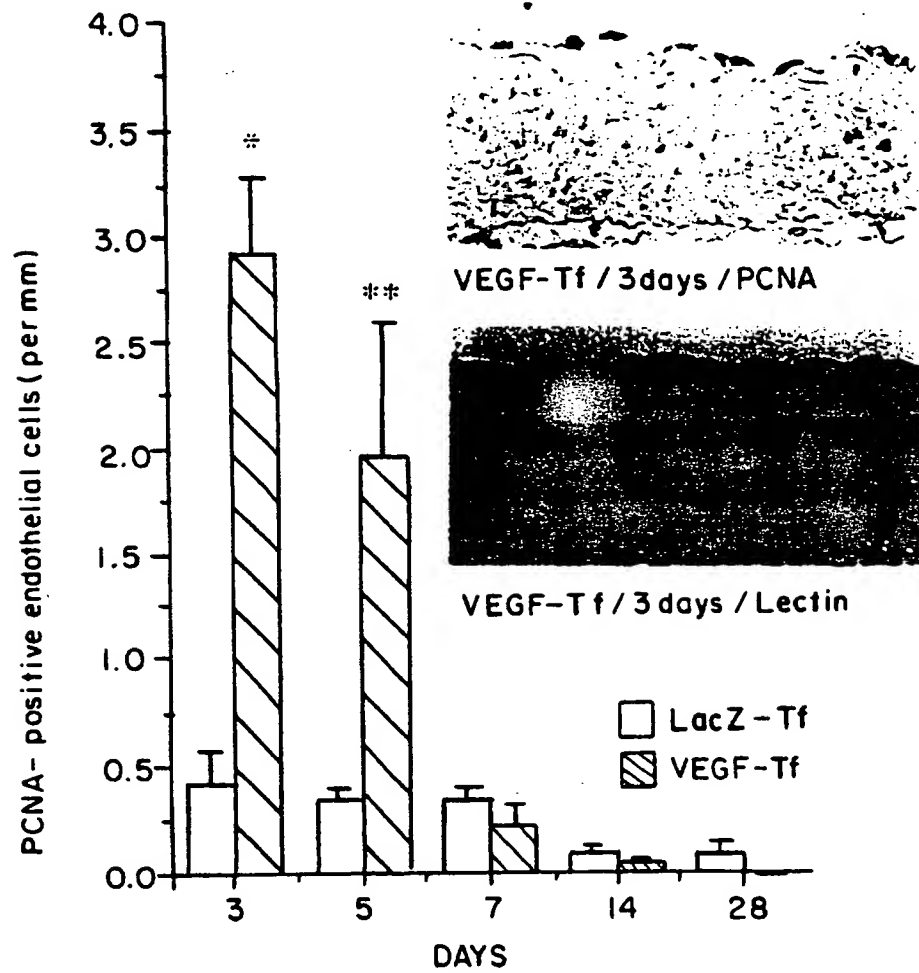 PCNA- positive endothelial cells (per mm)
4.0
3.5
3.0
2.5
2.0
1.5
1.0
0.5
0.0
*
**
VEGF-Tf / 3days / PCNA
VEGF-Tf / 3 days / Lectin
LacZ-Tf
VEGF-Tf
3 5 7 14 28
DAYS